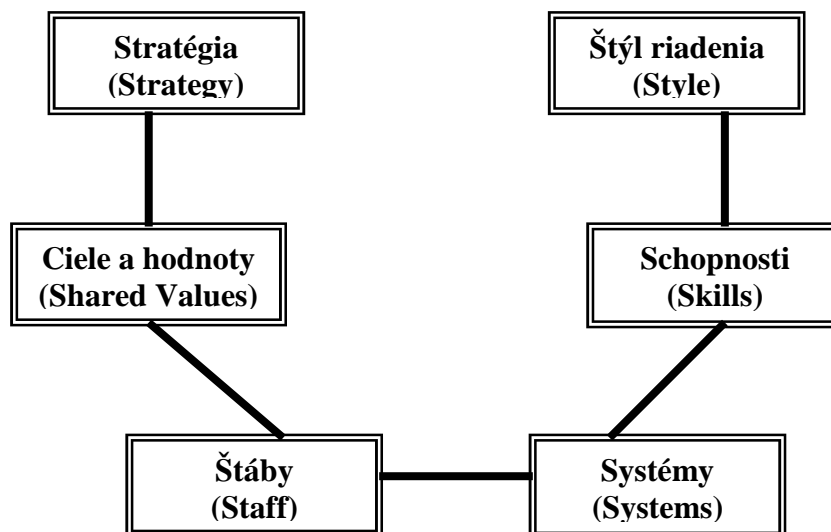 Stratégia
(Strategy)
Štýl riadenia
(Style)
Ciele a hodnoty
(Shared Values)
Schopnosti
(Skills)
Štáby
(Staff)
Systémy
(Systems)